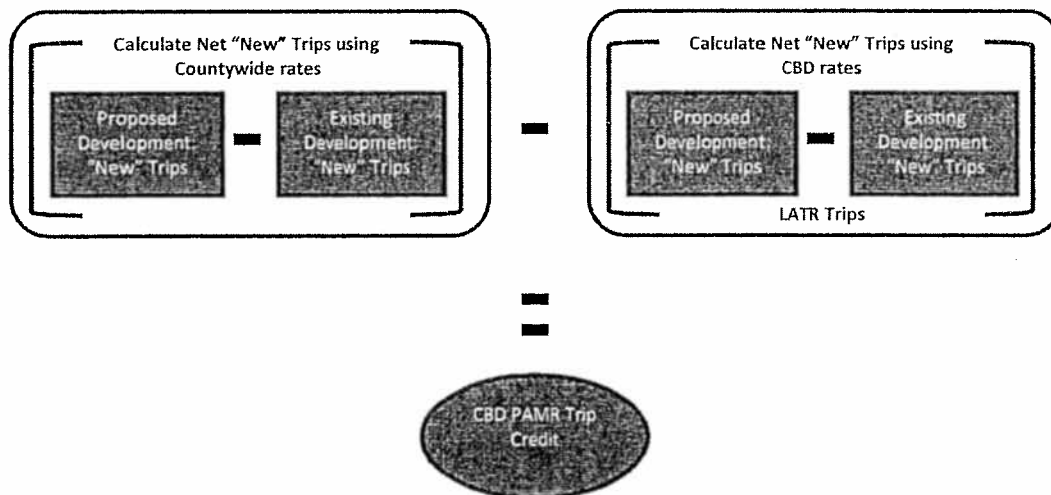 Calculate Net “New” Trips using
Countywide rates
Proposed
Development:
“New” Trips
-
Existing
Development:
“New” Trips
-
Calculate Net “New” Trips using
CBD rates
Proposed
Development:
“New” Trips
-
Existing
Development
“New” Trips
LATR Trips
=
CBD PAMR Trip
Credit